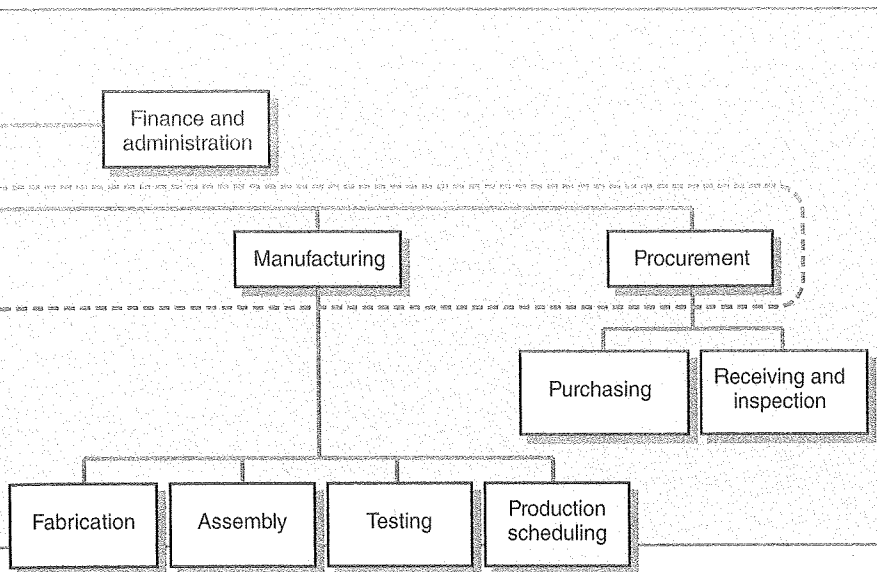 Finance and
administration
Manufacturing
Procurement
Purchasing
Receiving and
inspection
Fabrication
Assembly
Testing
Production
scheduling